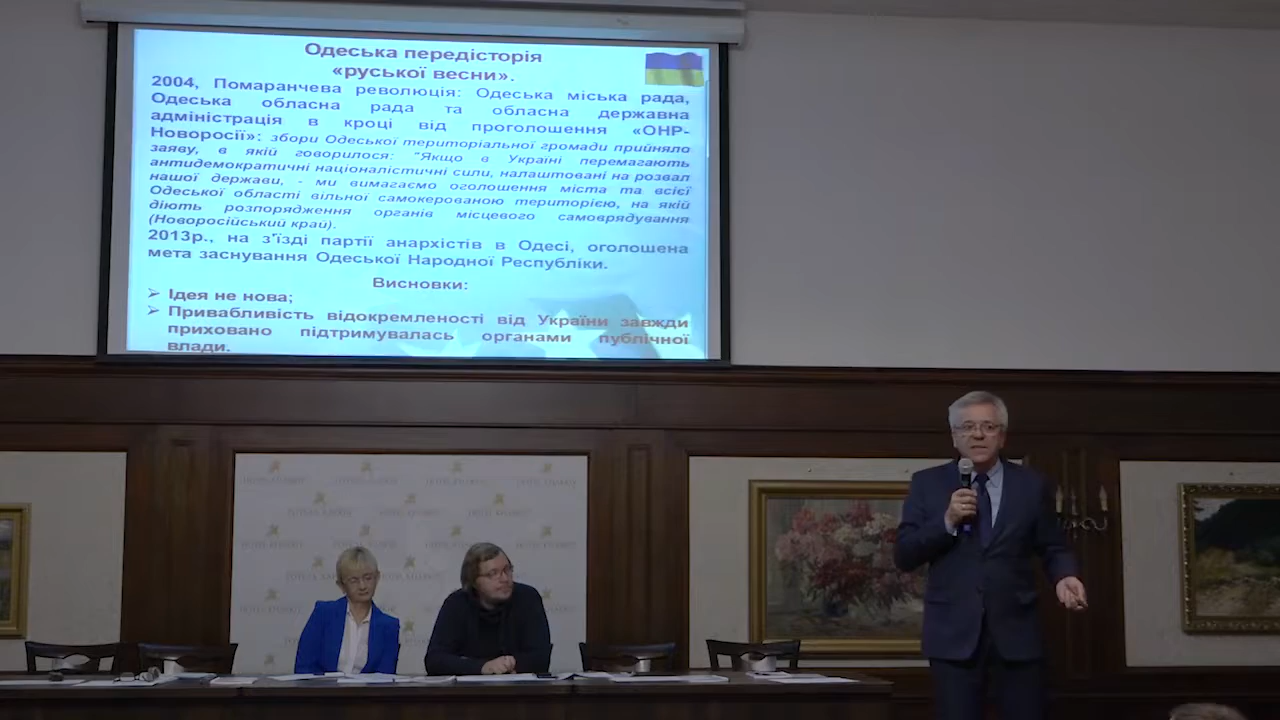 Одеська передісторія
«руської весни».
2004, Помаранчева революція: Одеська міська рада,
Одеська обласна рада та обласна державна
адміністрація в кроці від проголошення «ОНР-
Новоросії»: збори Одеської територіальної громади прийняло
заяву, в якій говорилося: "Якщо в Україні перемагають
антидемократичні націоналістичні сили, налаштовані на розвал
нашої держави, - ми вимагаємо оголошення міста та всієї
Одеської області вільної самокерованою територією, на якій
діють розпорядження органів місцевого самоврядування
(Новоросійський край).
2013р., на з'їзді партії анархістів в Одесі, оголошена
мета заснування Одеської Народної Республіки.
Висновки:
➢ Ідея не нова;
➢ Привабливість відокремленості від України завжди
приховано підтримувалась органами публічної
влади.